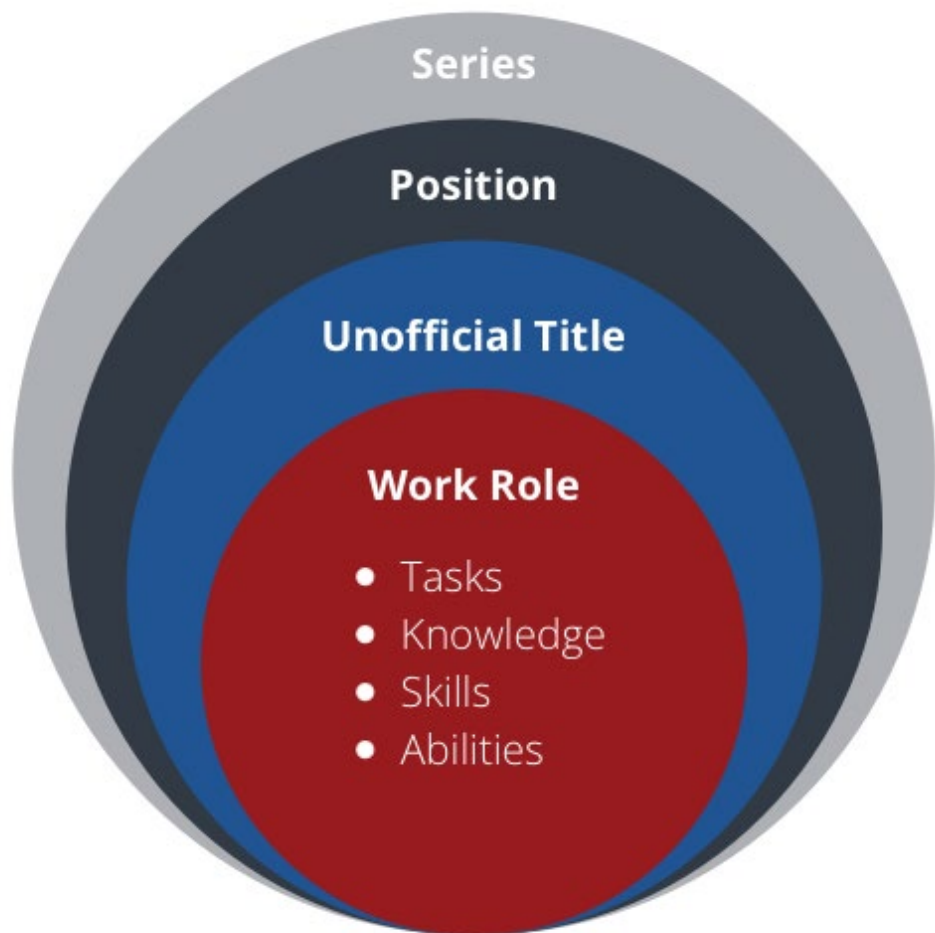 Series
Position
Unofficial Title
Work Role
• Tasks
• Knowledge
• Skills
• Abilities